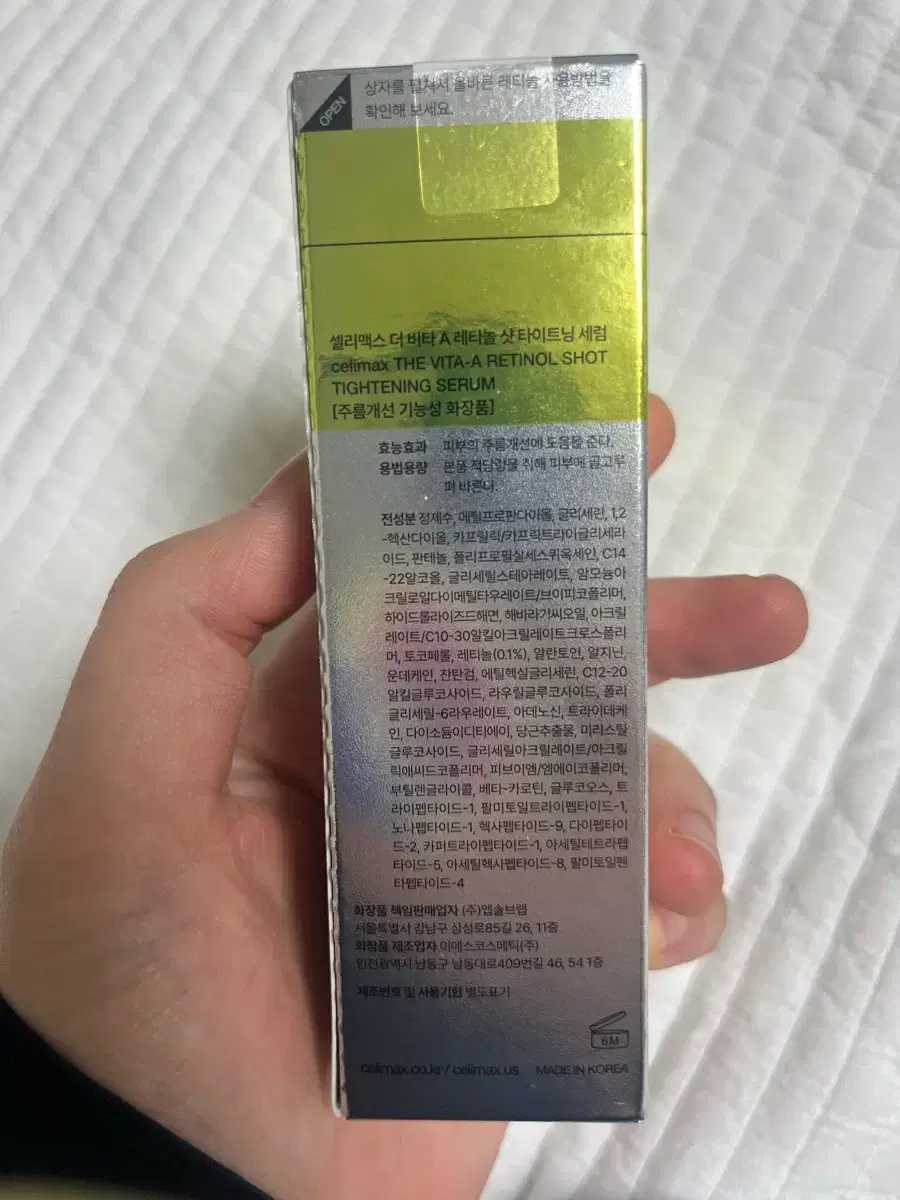 OPEN
상자를 펼쳐서 올바른 레티놀 사용방법을
확인해 보세요.
셀리맥스 더 비타 A 레티놀 샷 타이트닝 세럼
celimax THE VITA-A RETINOL SHOT
TIGHTENING SERUM
[주름개선 기능성 화장품]
효능효과 피부의 주름개선에 도움을 준다.
용법용량 본품 적당량을 취해 피부에 골고루
펴 바른다.
전성분 정제수, 메틸프로판다이올, 글리세린, 1,2
-헥산다이올, 카프릴릭/카프릭트라이글리세라
이드, 판테놀, 폴리프로필실세스퀴옥세인, C14
-22알코올, 글리세릴스테아레이트, 암모늄아
크릴로일다이메틸타우레이트/브이피코폴리머,
하이드롤라이즈드해면, 해바라기씨오일, 아크릴
레이트/C10-30알킬아크릴레이트크로스폴리
머, 토코페롤, 레티놀(0.1%), 알란토인, 알지닌,
운데케인, 잔탄검, 에틸헥실글리세린, C12-20
알킬글루코사이드, 라우릴글루코사이드, 폴리
글리세릴-6라우레이트, 아데노신, 트라이데케
인, 다이소듐이디티에이, 당근추출물, 미리스틸
글루코사이드, 글리세릴아크릴레이트/아크릴
릭애씨드코폴리머, 피브이엠/엠에이코폴리머,
부틸렌글라이콜, 베타-카로틴, 글루코오스, 트
라이펩타이드-1, 팔미토일트라이펩타이드-1,
노나펩타이드-1, 헥사펩타이드-9, 다이펩타이
드-2, 카퍼트라이펩타이드-1, 아세틸테트라펩
타이드-5, 아세틸헥사펩타이드-8, 팔미토일펜
타펩타이드-4
화장품 책임판매업자 (주)앱솔브랩
서울특별시 강남구 삼성로85길 26, 11층
화장품 제조업자 이에스코스메틱(주)
인천광역시 남동구 남동대로409번길 46, 54 1층
제조번호 및 사용기한 별도표기
6M
celimax.co.kr / celimax.us MADE IN KOREA